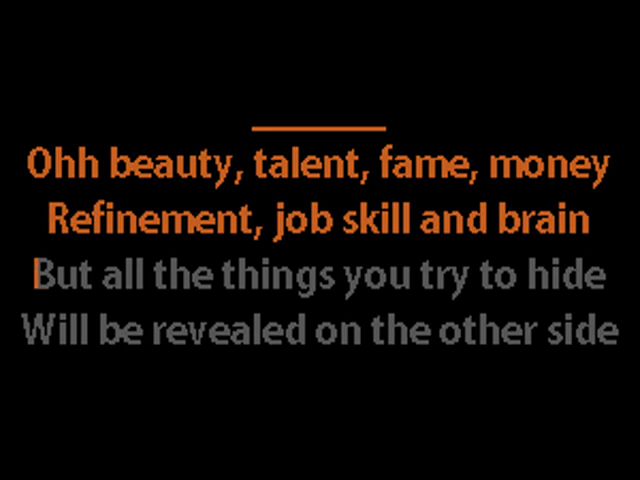 Ohh beauty, talent, fame, money
Refinement, job skill and brain
But all the things you try to hide
Will be revealed on the other side